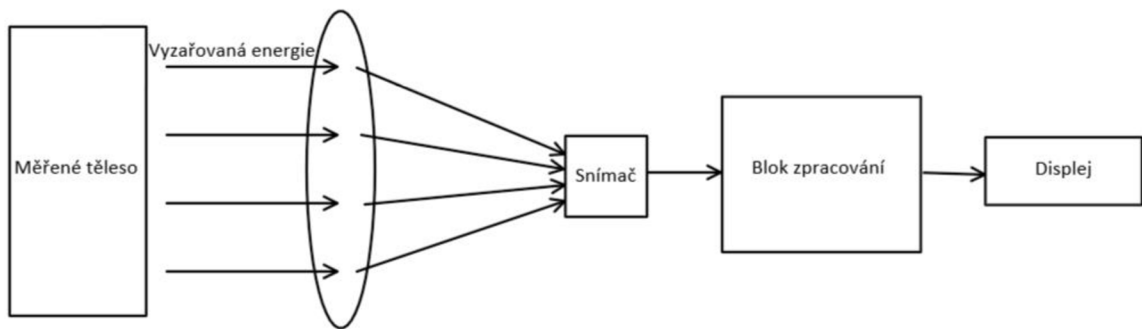 Vyzařovaná energie
Měřené těleso
Snímač
Blok zpracování
Displej